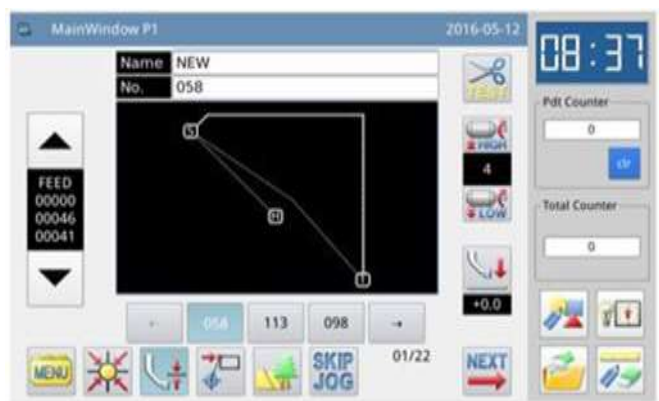 MainWindow P1
2016-05-12
08:37
Name NEW
No. 058
TEST
Pdt Counter
0
clr
HIGH
4
LOW
FEED
00000
00046
00041
S
H
T
Total Counter
0
+0.0
← 058 113 098 →
MENU
SKIP
JOG
01/22
NEXT